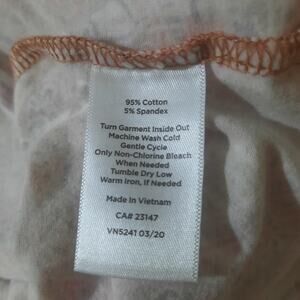 95% Cotton
5% Spandex
Turn Garment Inside Out
Machine Wash Cold
Gentle Cycle
Only Non-Chlorine Bleach
When Needed
Tumble Dry Low
Warm Iron, If Needed
Made In Vietnam
CA# 23147
VN5241 03/20